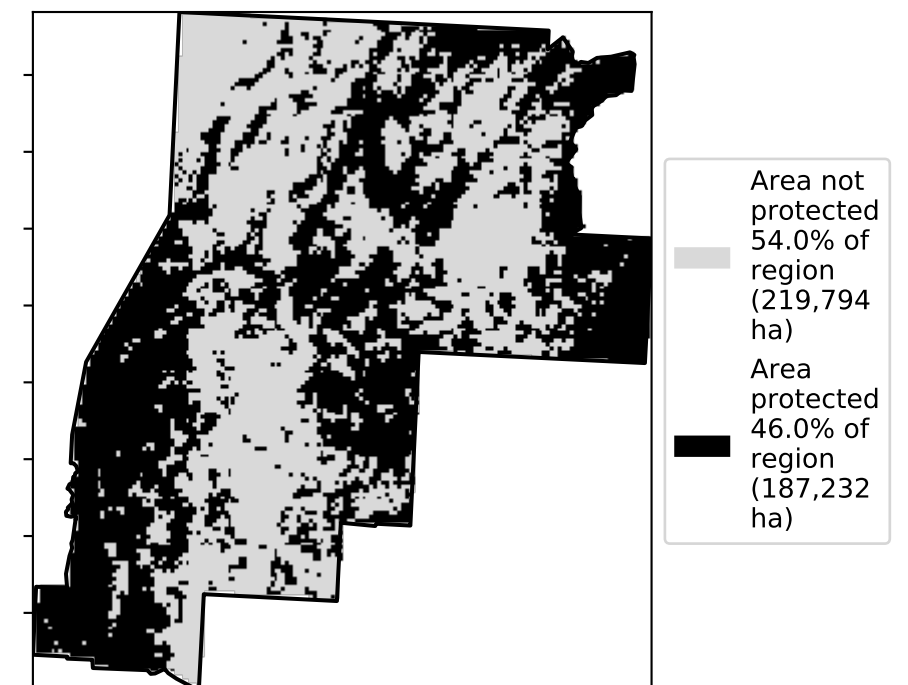 Area not
protected
54.0% of
region
(219,794
ha)
Area
protected
46.0% of
region
(187,232
ha)